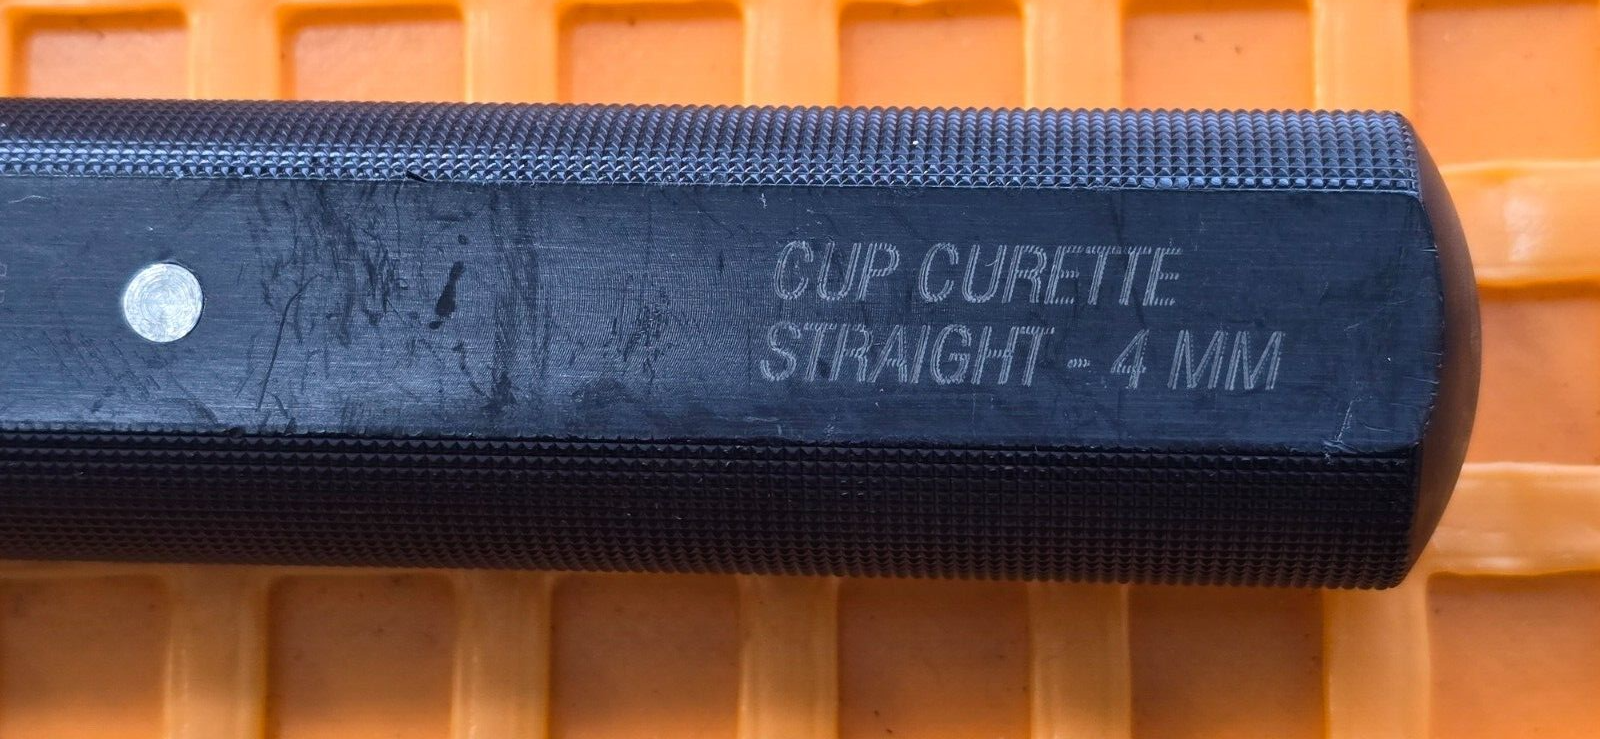 CUP CURETTE
STRAIGHT - 4 MM